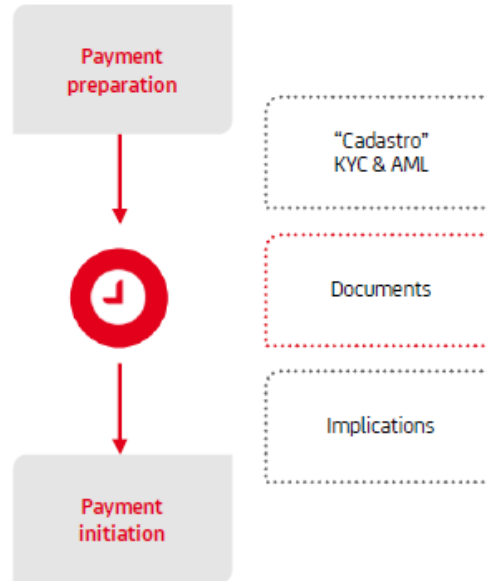 Payment
preparation
“Cadastro”
KYC & AML
Documents
Implications
Payment
initiation